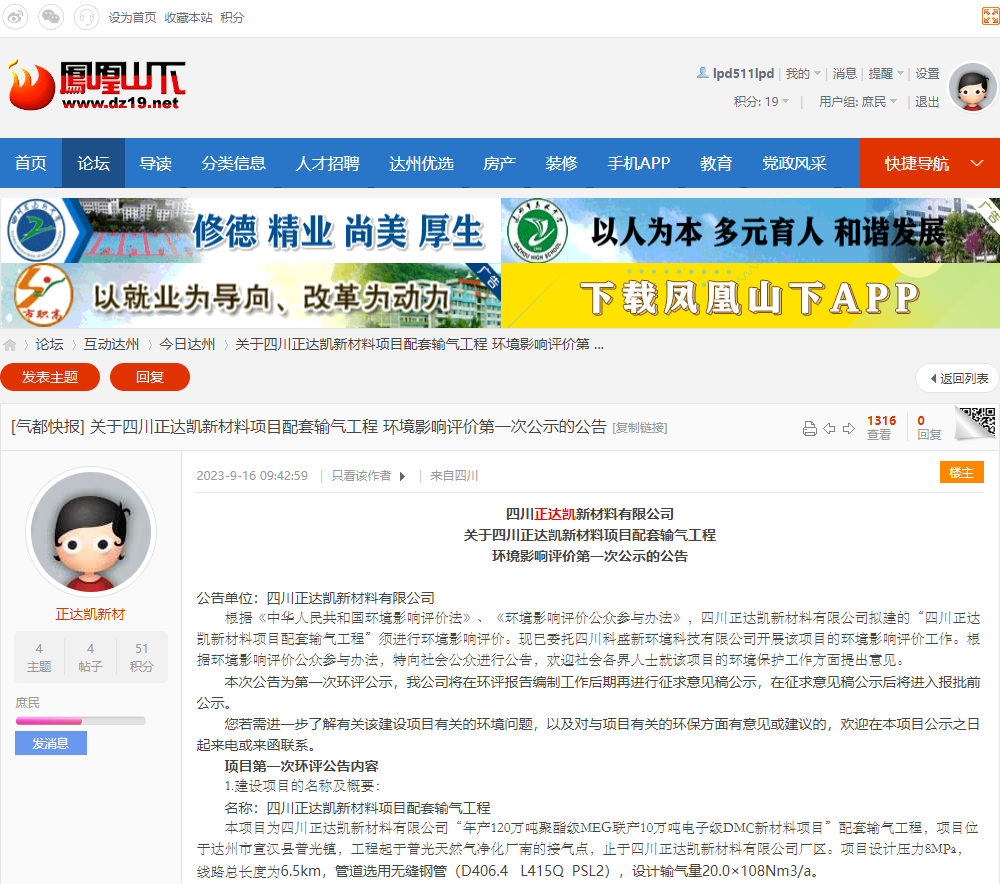 设为首页 收藏本站 积分
鳳凰山下
www.dz19.net
lpd511lpd | 我的 | 消息 | 提醒 | 设置
积分: 19 | 用户组: 庶民 | 退出
首页 论坛 导读 分类信息 人才招聘 达州优选 房产 装修 手机APP 教育 党政风采 快捷导航
修德 精业 尚美 厚生
DAZHOU HIGH SCHOOL
以人为本 多元育人 和谐发展
广告
市职高
以就业为导向、改革为动力
广告
下载凤凰山下APP
论坛 › 互动达州 › 今日达州 › 关于四川正达凯新材料项目配套输气工程 环境影响评价第 ...
发表主题 回复 返回列表
[气都快报] 关于四川正达凯新材料项目配套输气工程 环境影响评价第一次公示的公告 [复制链接]
1316 查看
0 回复
正达凯新材
4 主题
4 帖子
51 积分
庶民
发消息
2023-9-16 09:42:59 | 只看该作者 | 来自四川
楼主
四川正达凯新材料有限公司
关于四川正达凯新材料项目配套输气工程
环境影响评价第一次公示的公告
公告单位：四川正达凯新材料有限公司
根据《中华人民共和国环境影响评价法》、《环境影响评价公众参与办法》，四川正达凯新材料有限公司拟建的“四川正达
凯新材料项目配套输气工程”须进行环境影响评价。现已委托四川科盛新环境科技有限公司开展该项目的环境影响评价工作。根
据环境影响评价公众参与办法，特向社会公众进行公告，欢迎社会各界人士就该项目的环境保护工作方面提出意见。
本次公告为第一次环评公示，我公司将在环评报告编制工作后期再进行征求意见稿公示，在征求意见稿公示后将进入报批前
公示。
您若需进一步了解有关该建设项目有关的环境问题，以及对与项目有关的环保方面有意见或建议的，欢迎在本项目公示之日
起来电或来函联系。
项目第一次环评公告内容
1.建设项目的名称及概要：
名称：四川正达凯新材料项目配套输气工程
本项目为四川正达凯新材料有限公司“年产120万吨聚酯级MEG联产10万吨电子级DMC新材料项目”配套输气工程，项目位
于达州市宣汉县普光镇，工程起于普光天然气净化厂南的接气点，止于四川正达凯新材料有限公司厂区。项目设计压力8MPa，
线路总长度为6.5km，管道选用无缝钢管（D406.4 L415Q PSL2），设计输气量20.0×108Nm3/a。